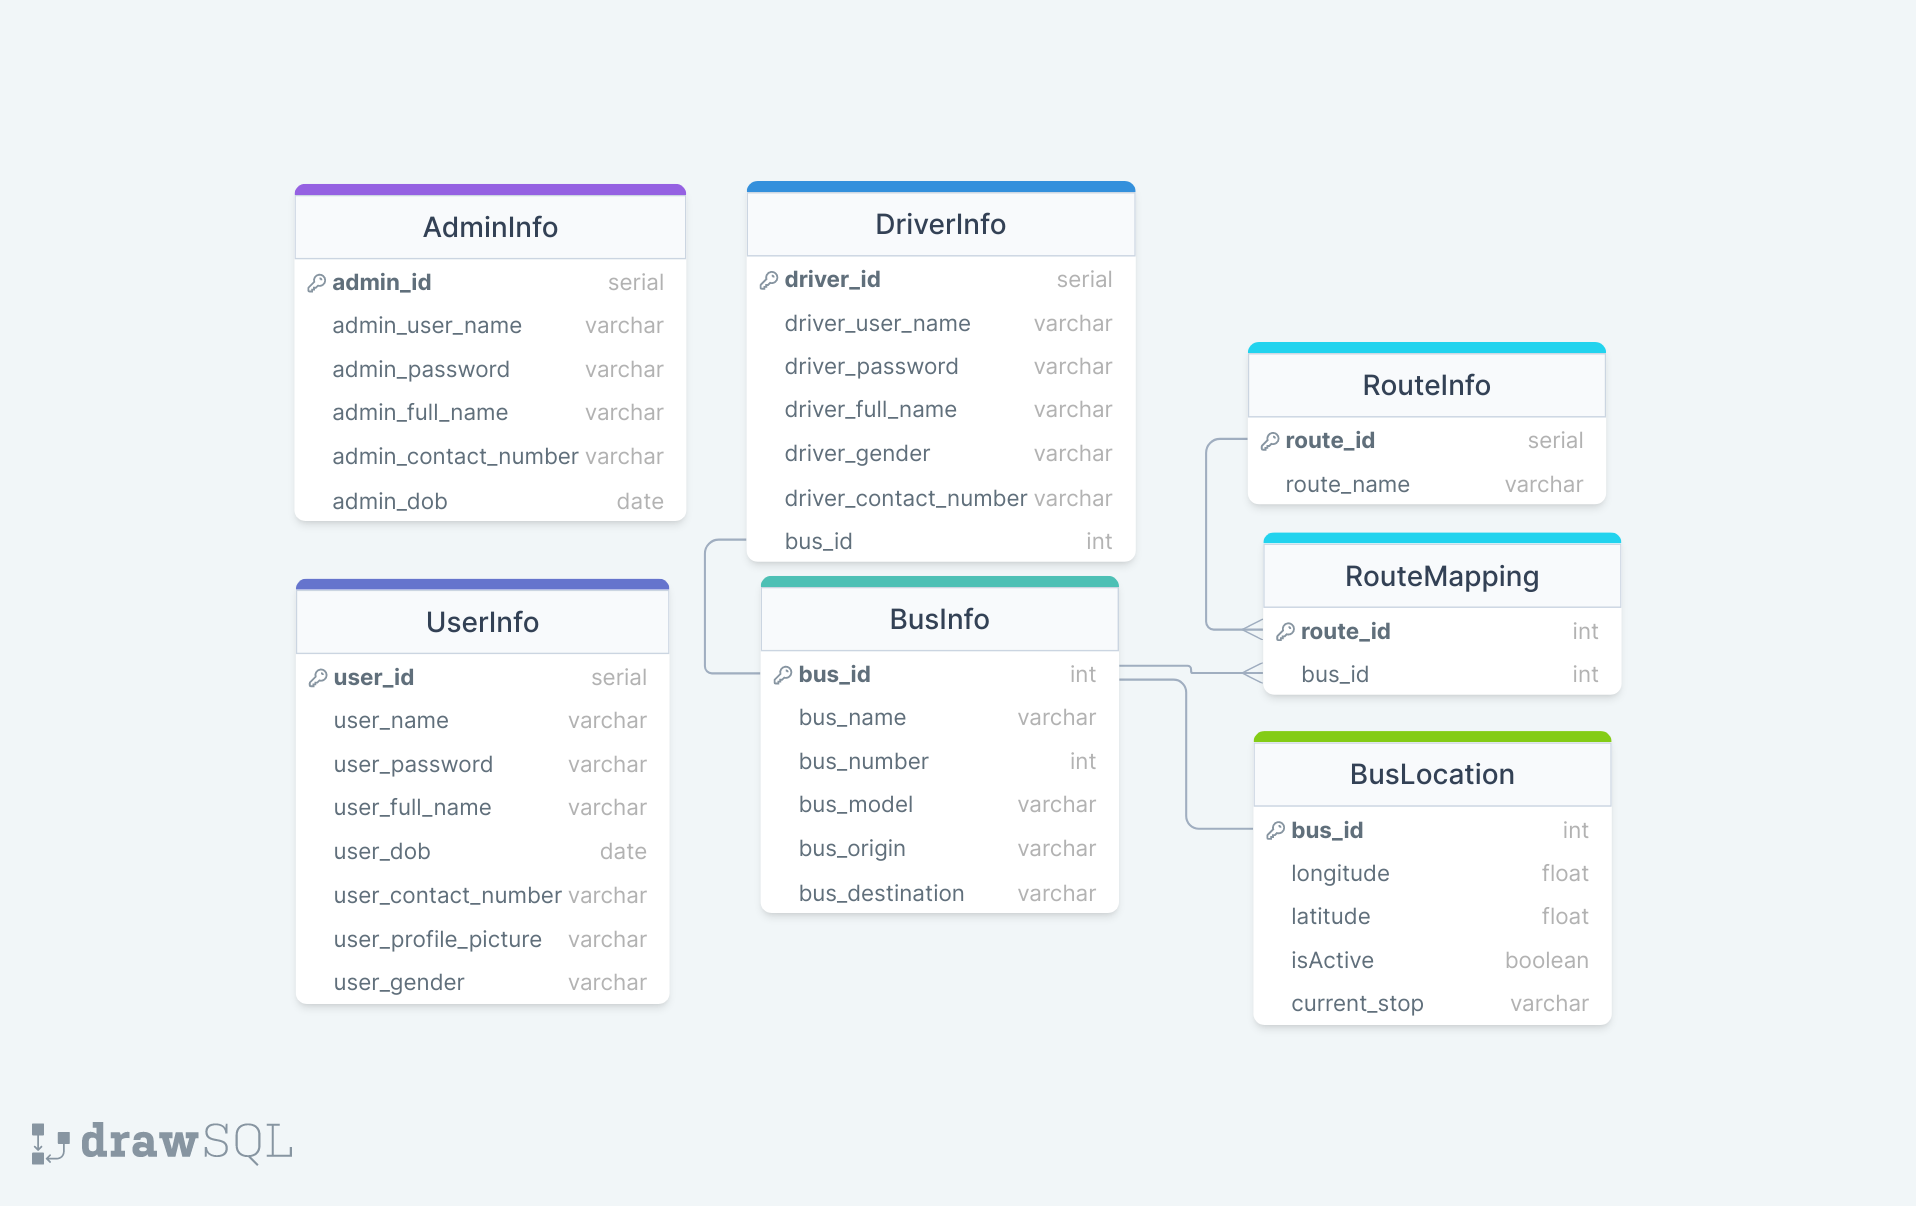 AdminInfo
admin_id serial
admin_user_name varchar
admin_password varchar
admin_full_name varchar
admin_contact_number varchar
admin_dob date
DriverInfo
driver_id serial
driver_user_name varchar
driver_password varchar
driver_full_name varchar
driver_gender varchar
driver_contact_number varchar
bus_id int
RouteInfo
route_id serial
route_name varchar
RouteMapping
route_id int
bus_id int
UserInfo
user_id serial
user_name varchar
user_password varchar
user_full_name varchar
user_dob date
user_contact_number varchar
user_profile_picture varchar
user_gender varchar
BusInfo
bus_id int
bus_name varchar
bus_number int
bus_model varchar
bus_origin varchar
bus_destination varchar
BusLocation
bus_id int
longitude float
latitude float
isActive boolean
current_stop varchar
drawSQL